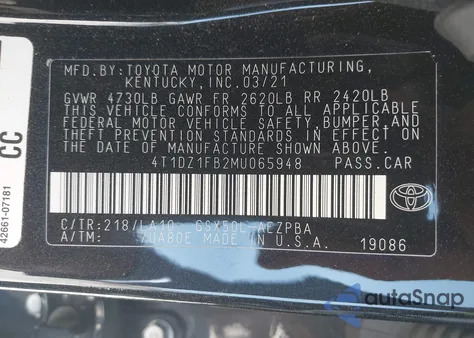 MFD.BY:TOYOTA MOTOR MANUFACTURING,
KENTUCKY, INC.03/21
GVWR 4730LB GAWR FR 2620LB RR 2420LB
THIS VEHICLE CONFORMS TO ALL APPLICABLE
FEDERAL MOTOR VEHICLE SAFETY,BUMPER,AND
THEFT PREVENTION STANDARDS IN EFFECT ON
THE DATE OF MANUFACTURE SHOWN ABOVE.
4T1DZ1FB2MU065948 PASS.CAR
C/TR:218/LA10 GSX50L-AEZPBA
A/TM: /UA80E MADE IN U.S.A. 19086
TOYOTA
CC
42661-07181
autoSnap